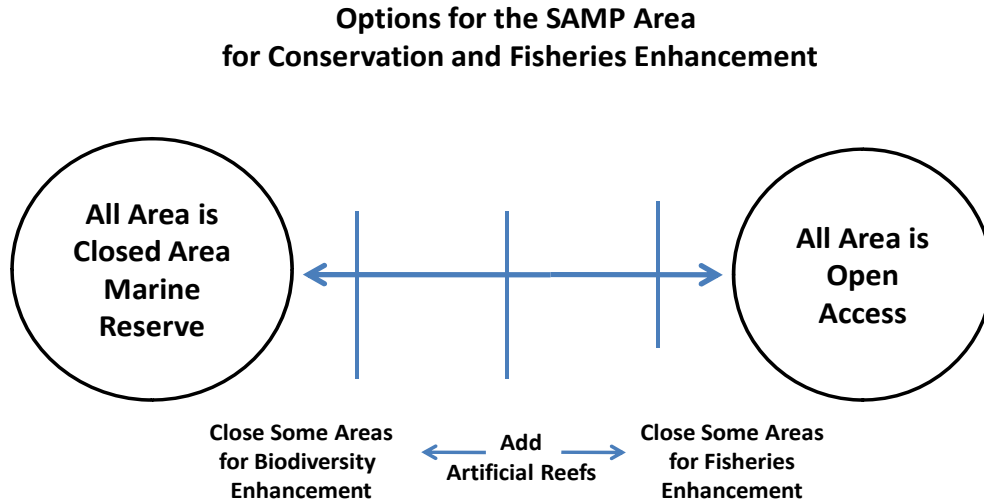 Options for the SAMP Area
for Conservation and Fisheries Enhancement
All Area is
Closed Area
Marine
Reserve
All Area is
Open
Access
Close Some Areas
for Biodiversity
Enhancement
Add
Artificial Reefs
Close Some Areas
for Fisheries
Enhancement